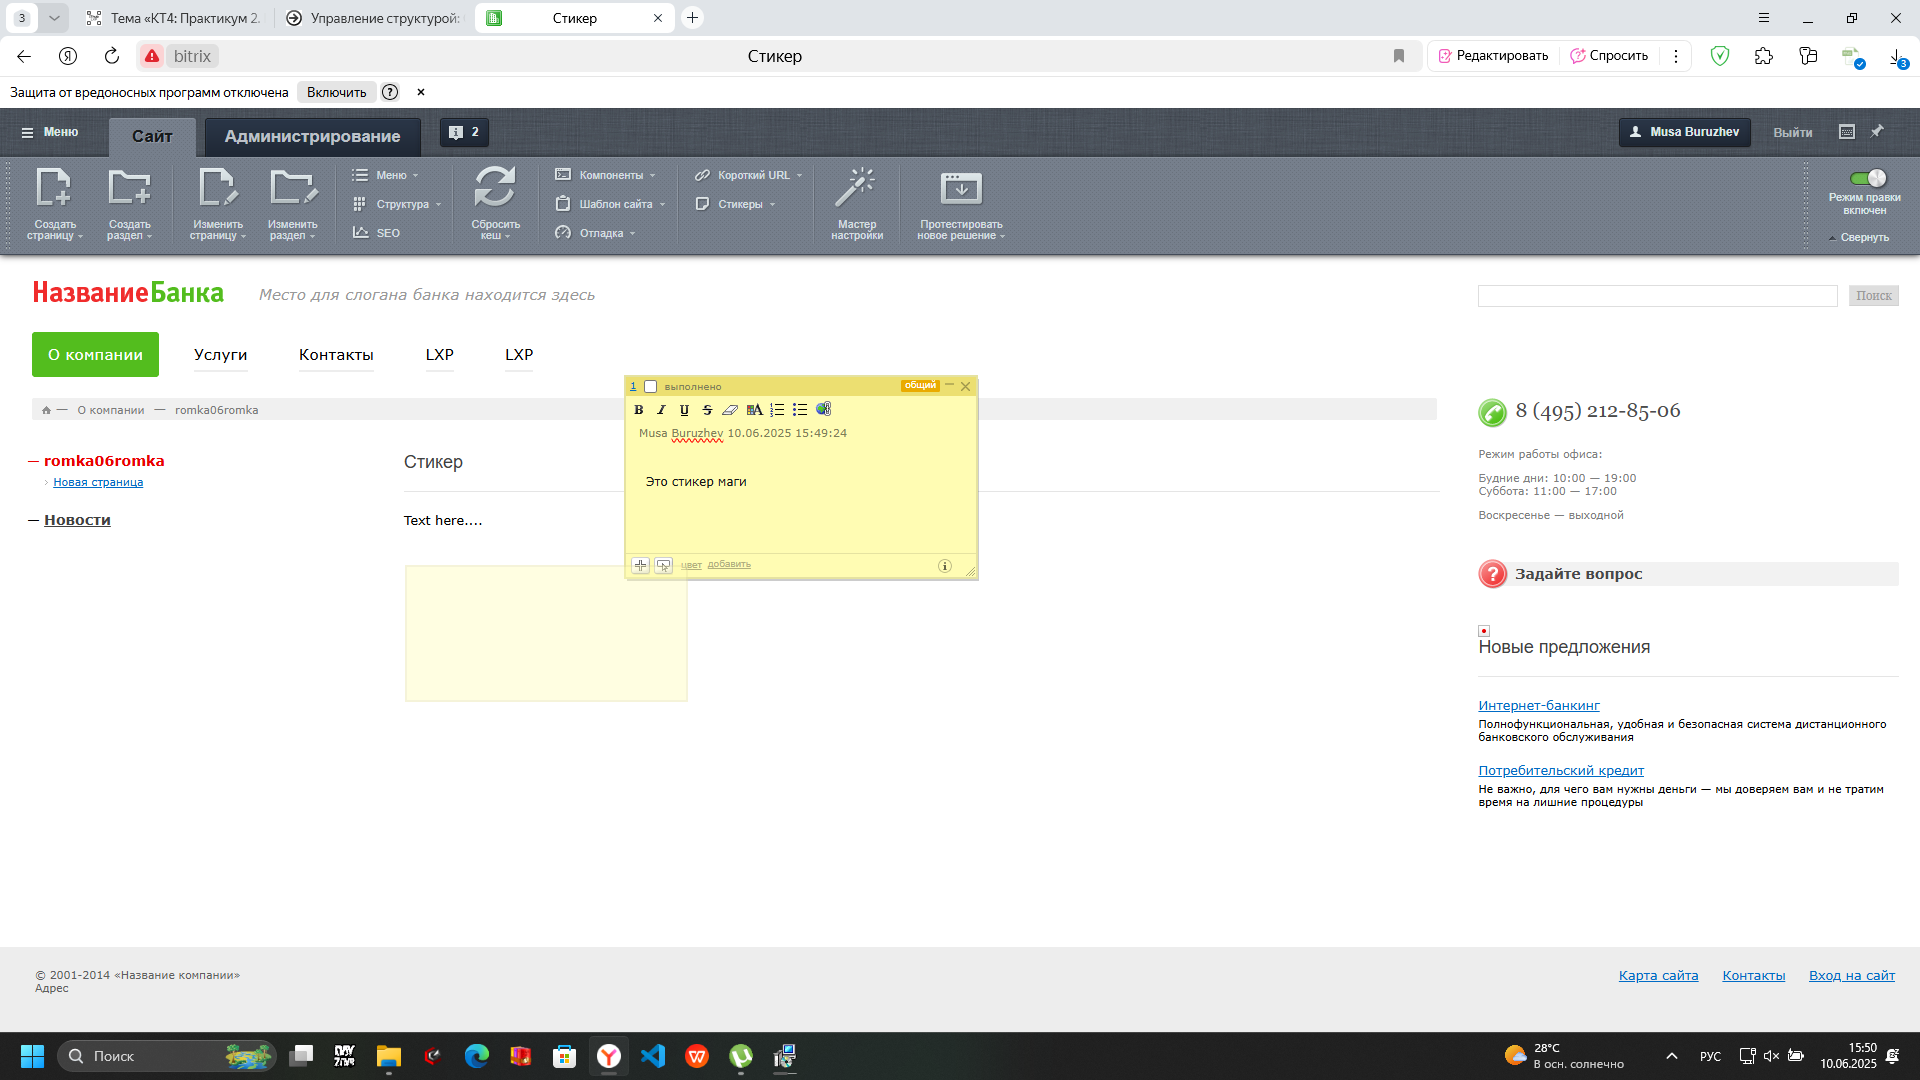 3
Тема «КТ4: Практикум 2.
Управление структурой:
Стикер
bitrix
Стикер
Редактировать
Спросить
3
Защита от вредоносных программ отключена
Включить
?
Меню
Сайт
Администрирование
2
Musa Buruzhev
Выйти
Создать страницу
Создать раздел
Изменить страницу
Изменить раздел
Меню
Структура
SEO
Сбросить кеш
Компоненты
Шаблон сайта
Отладка
Короткий URL
Стикеры
Мастер настройки
Протестировать новое решение
Режим правки включен
Свернуть
НазваниеБанка
Место для слогана банка находится здесь
Поиск
О компании
Услуги
Контакты
LXP
LXP
— О компании — romka06romka
1
выполнено
общий
B I U S A
Musa Buruzhev 10.06.2025 15:49:24
Это стикер маги
цвет добавить
— romka06romka
Новая страница
— Новости
Стикер
Text here....
8 (495) 212-85-06
Режим работы офиса:
Будние дни: 10:00 — 19:00
Суббота: 11:00 — 17:00
Воскресенье — выходной
? Задайте вопрос
Новые предложения
Интернет-банкинг
Полнофункциональная, удобная и безопасная система дистанционного
банковского обслуживания
Потребительский кредит
Не важно, для чего вам нужны деньги — мы доверяем вам и не тратим
время на лишние процедуры
© 2001-2014 «Название компании»
Адрес
Карта сайта
Контакты
Вход на сайт
Поиск
28°C
В осн. солнечно
РУС
15:50
10.06.2025